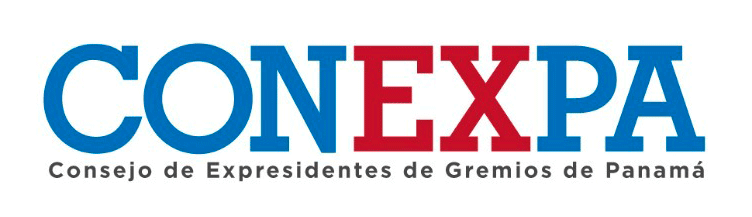 CONEXPA
Consejo de Expresidentes de Gremios de Panamá